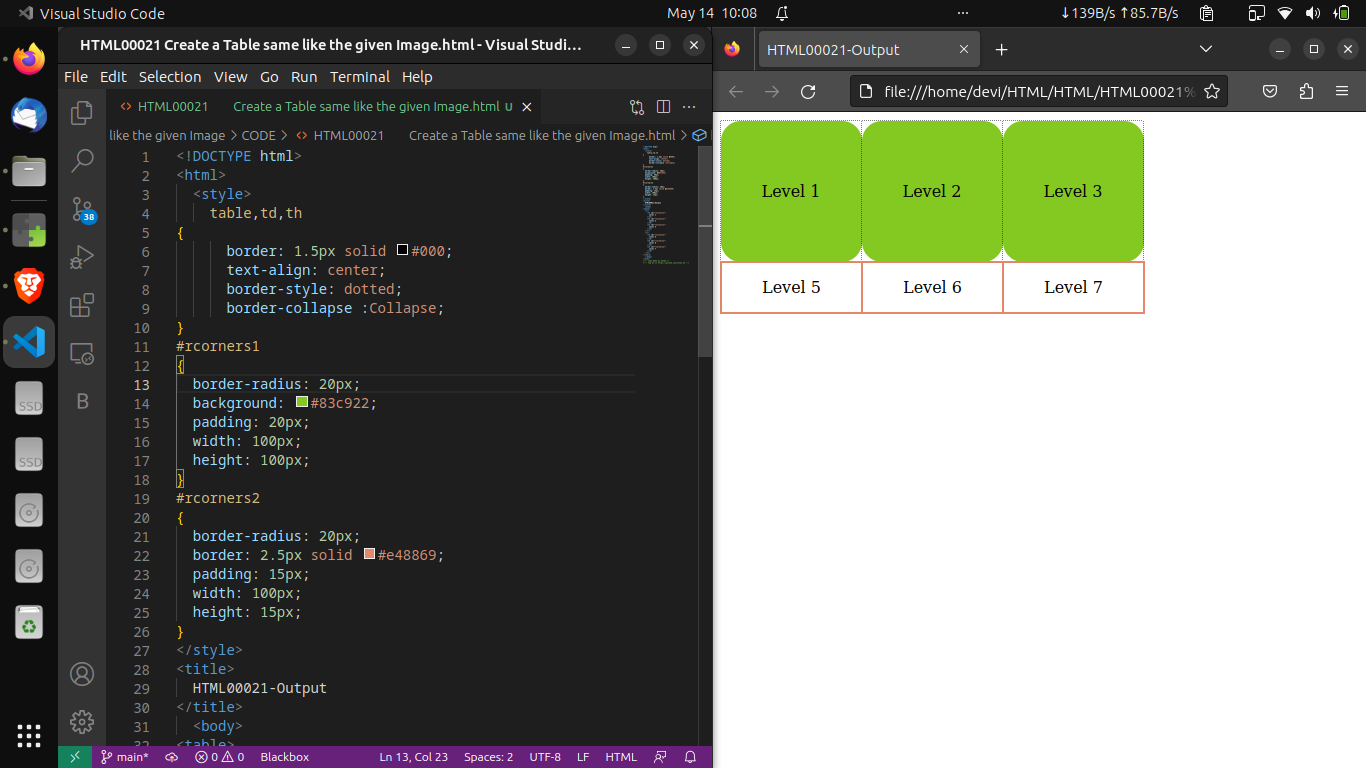 Visual Studio Code
May 14 10:08
↓139B/s ↑85.7B/s
HTML00021 Create a Table same like the given Image.html - Visual Studi...
File Edit Selection View Go Run Terminal Help
HTML00021 Create a Table same like the given Image.html U
like the given Image > CODE > HTML00021 Create a Table same like the given Image.html >
1 <!DOCTYPE html>
2 <html>
3 <style>
4 table,td,th
5 {
6 border: 1.5px solid #000;
7 text-align: center;
8 border-style: dotted;
9 border-collapse :Collapse;
10 }
11 #rcorners1
12 {
13 border-radius: 20px;
14 background: #83c922;
15 padding: 20px;
16 width: 100px;
17 height: 100px;
18 }
19 #rcorners2
20 {
21 border-radius: 20px;
22 border: 2.5px solid #e48869;
23 padding: 15px;
24 width: 100px;
25 height: 15px;
26 }
27 </style>
28 <title>
29 HTML00021-Output
30 </title>
31 <body>
32 <table>
38
B
SSD
SSD
main* 0 0 Blackbox Ln 13, Col 23 Spaces: 2 UTF-8 LF HTML
HTML00021-Output
file:///home/devi/HTML/HTML/HTML00021%
Level 1 Level 2 Level 3
Level 5 Level 6 Level 7